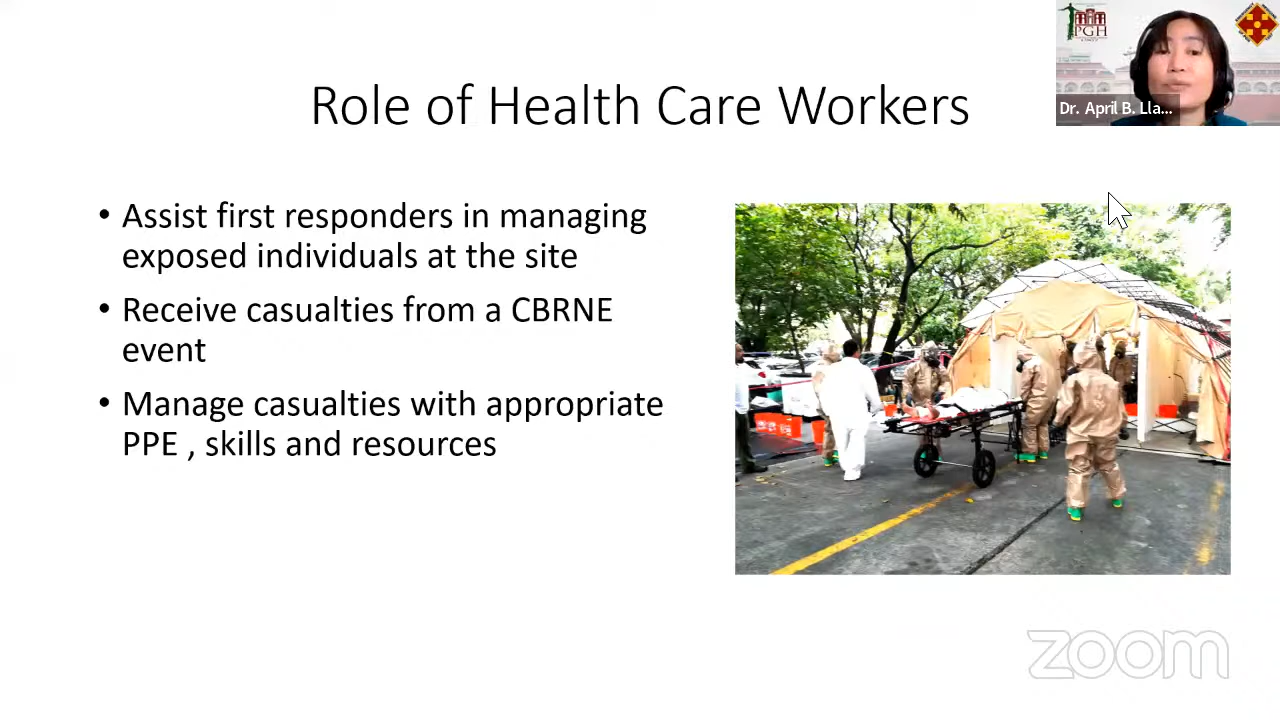 PGH
Dr. April B. Lla...
Role of Health Care Workers
• Assist first responders in managing
exposed individuals at the site
• Receive casualties from a CBRNE
event
• Manage casualties with appropriate
PPE , skills and resources
zoom